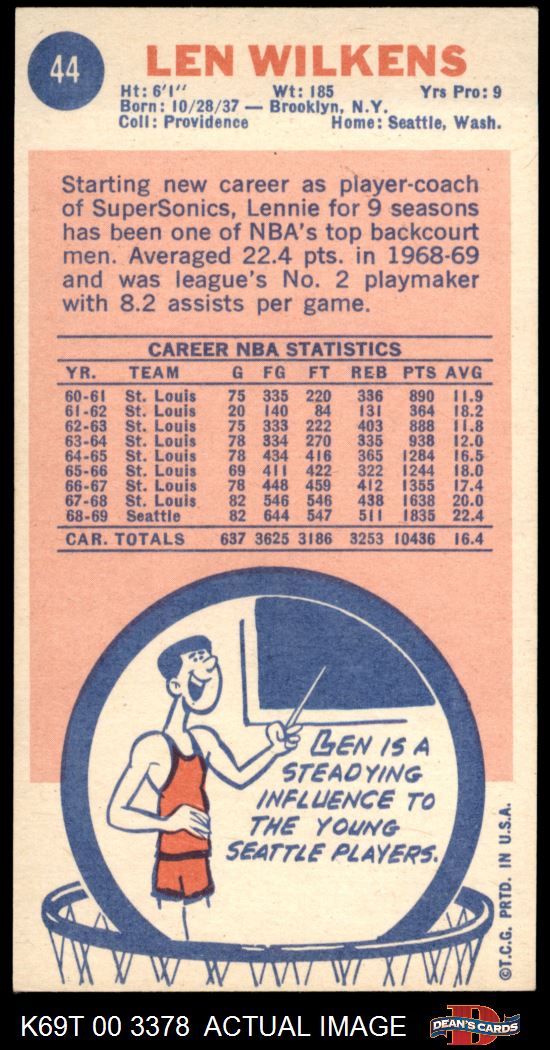 44
LEN WILKENS
Ht: 6'1" Wt: 185 Yrs Pro: 9
Born: 10/28/37 — Brooklyn, N.Y.
Coll: Providence Home: Seattle, Wash.
Starting new career as player-coach
of SuperSonics, Lennie for 9 seasons
has been one of NBA's top backcourt
men. Averaged 22.4 pts. in 1968-69
and was league's No. 2 playmaker
with 8.2 assists per game.
CAREER NBA STATISTICS
YR. TEAM G FG FT REB PTS AVG
60-61 St. Louis 75 335 220 336 890 11.9
61-62 St. Louis 20 140 84 131 364 18.2
62-63 St. Louis 75 333 222 403 888 11.8
63-64 St. Louis 78 334 270 335 938 12.0
64-65 St. Louis 78 434 416 365 1284 16.5
65-66 St. Louis 69 411 422 322 1244 18.0
66-67 St. Louis 78 448 459 412 1355 17.4
67-68 St. Louis 82 546 546 438 1638 20.0
68-69 Seattle 82 644 547 511 1835 22.4
CAR. TOTALS 637 3625 3186 3253 10436 16.4
LEN IS A
STEADYING
INFLUENCE TO
THE YOUNG
SEATTLE PLAYERS.
©T.C.G. PRTD. IN U.S.A.
K69T 00 3378 ACTUAL IMAGE
D
DEAN'S CARDS